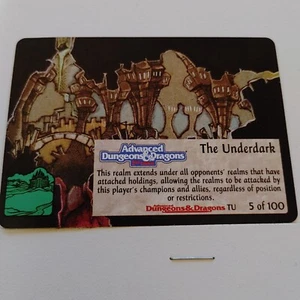 Advanced
Dungeons & Dragons
The Underdark
This realm extends under all opponents' realms that have
attached holdings, allowing the realms to be attacked by
this player's champions and allies, regardless of position
or restrictions.
Advanced
Dungeons & Dragons TU 5 of 100